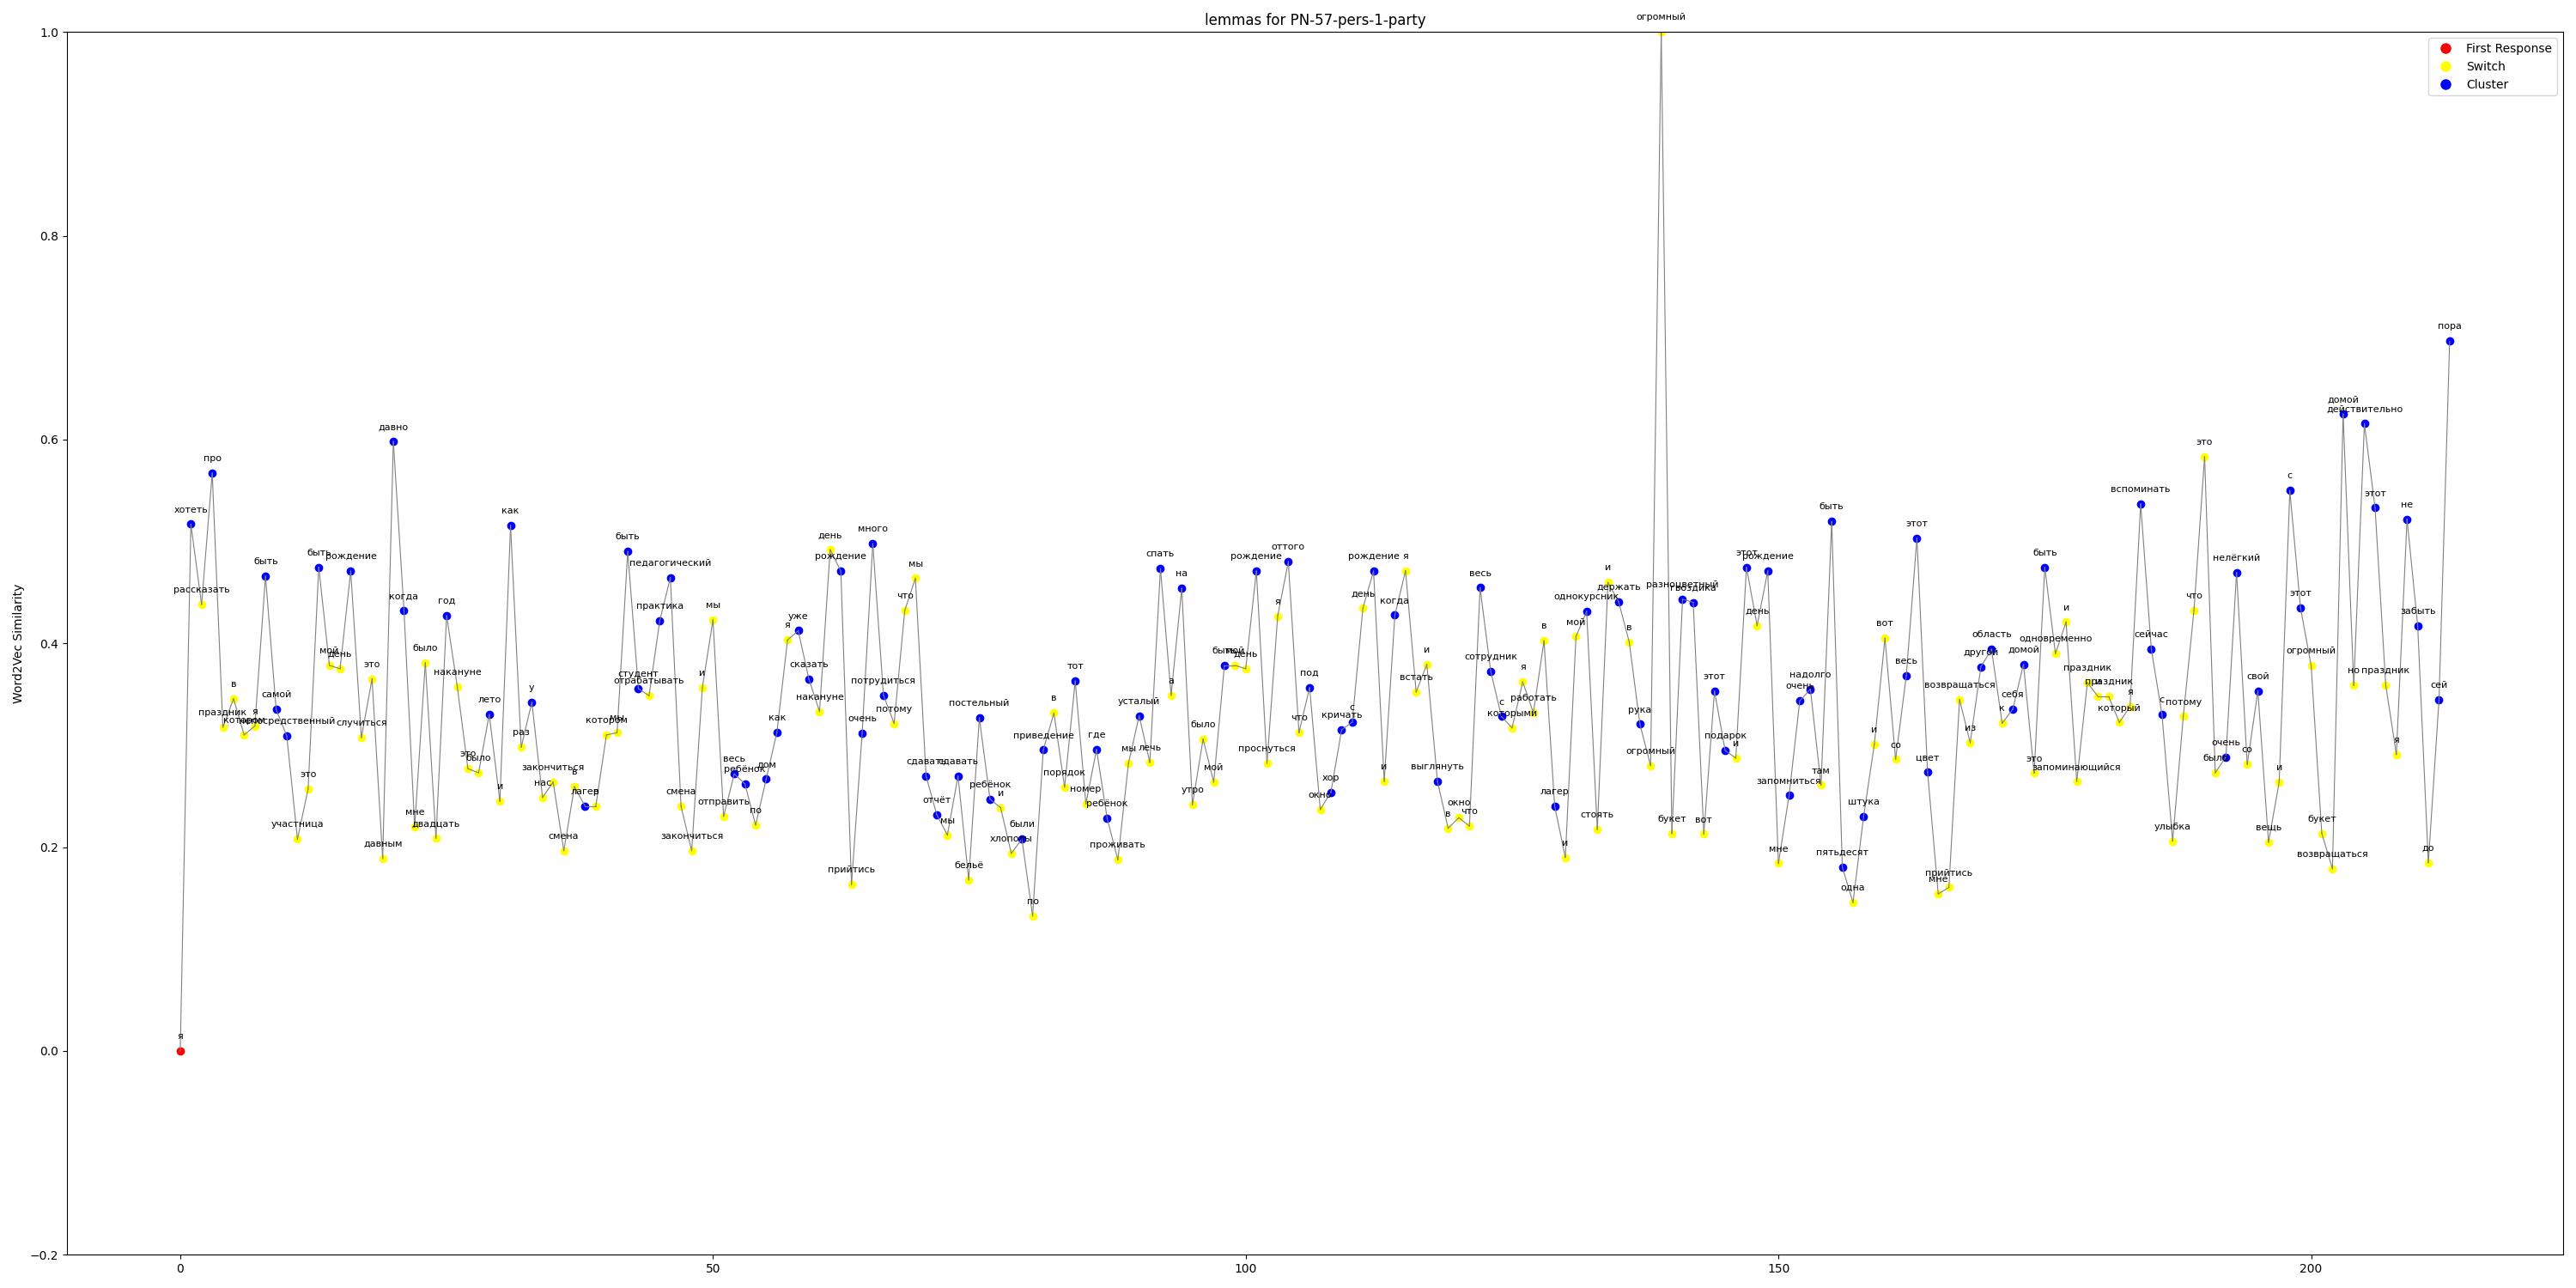 lemmas for PN-57-pers-1-party
First Response
Switch
Cluster
Word2Vec Similarity
1.0
0.8
0.6
0.4
0.2
0.0
−0.2
0
50
100
150
200
я
хотеть
рассказать
про
праздник
в
котором
я
быть
самой
непосредственный
участница
это
быть
мой
день
рождение
случиться
это
давным
давно
когда
мне
было
двадцать
год
накануне
это
было
лето
и
как
раз
у
нас
закончиться
смена
в
лагер
в
котором
мы
быть
студент
отрабатывать
практика
педагогический
смена
закончиться
и
мы
отправить
весь
ребёнок
по
дом
как
я
уже
сказать
накануне
день
рождение
прийтись
очень
много
потрудиться
потому
что
мы
сдавать
отчёт
мы
сдавать
бельё
постельный
ребёнок
и
хлопоты
были
по
приведение
в
порядок
тот
номер
где
ребёнок
проживать
мы
усталый
лечь
спать
а
на
утро
было
мой
быть
мой
день
рождение
проснуться
я
оттого
что
под
окно
хор
кричать
с
день
рождение
и
когда
я
встать
и
выглянуть
в
окно
что
весь
сотрудник
с
которыми
я
работать
в
лагер
и
мой
однокурсник
стоять
и
держать
в
рука
огромный
огромный
букет
разноцветный
гвоздика
вот
этот
подарок
и
этот
день
рождение
мне
запомниться
очень
надолго
там
быть
пятьдесят
одна
штука
и
вот
со
весь
этот
цвет
мне
прийтись
возвращаться
из
другой
область
к
себя
домой
это
быть
одновременно
и
запоминающийся
праздник
и
праздник
который
я
вспоминать
сейчас
с
улыбка
потому
что
это
было
очень
нелёгкий
со
свой
вещь
и
с
этот
огромный
букет
возвращаться
домой
но
действительно
этот
праздник
я
не
забыть
до
сей
пора